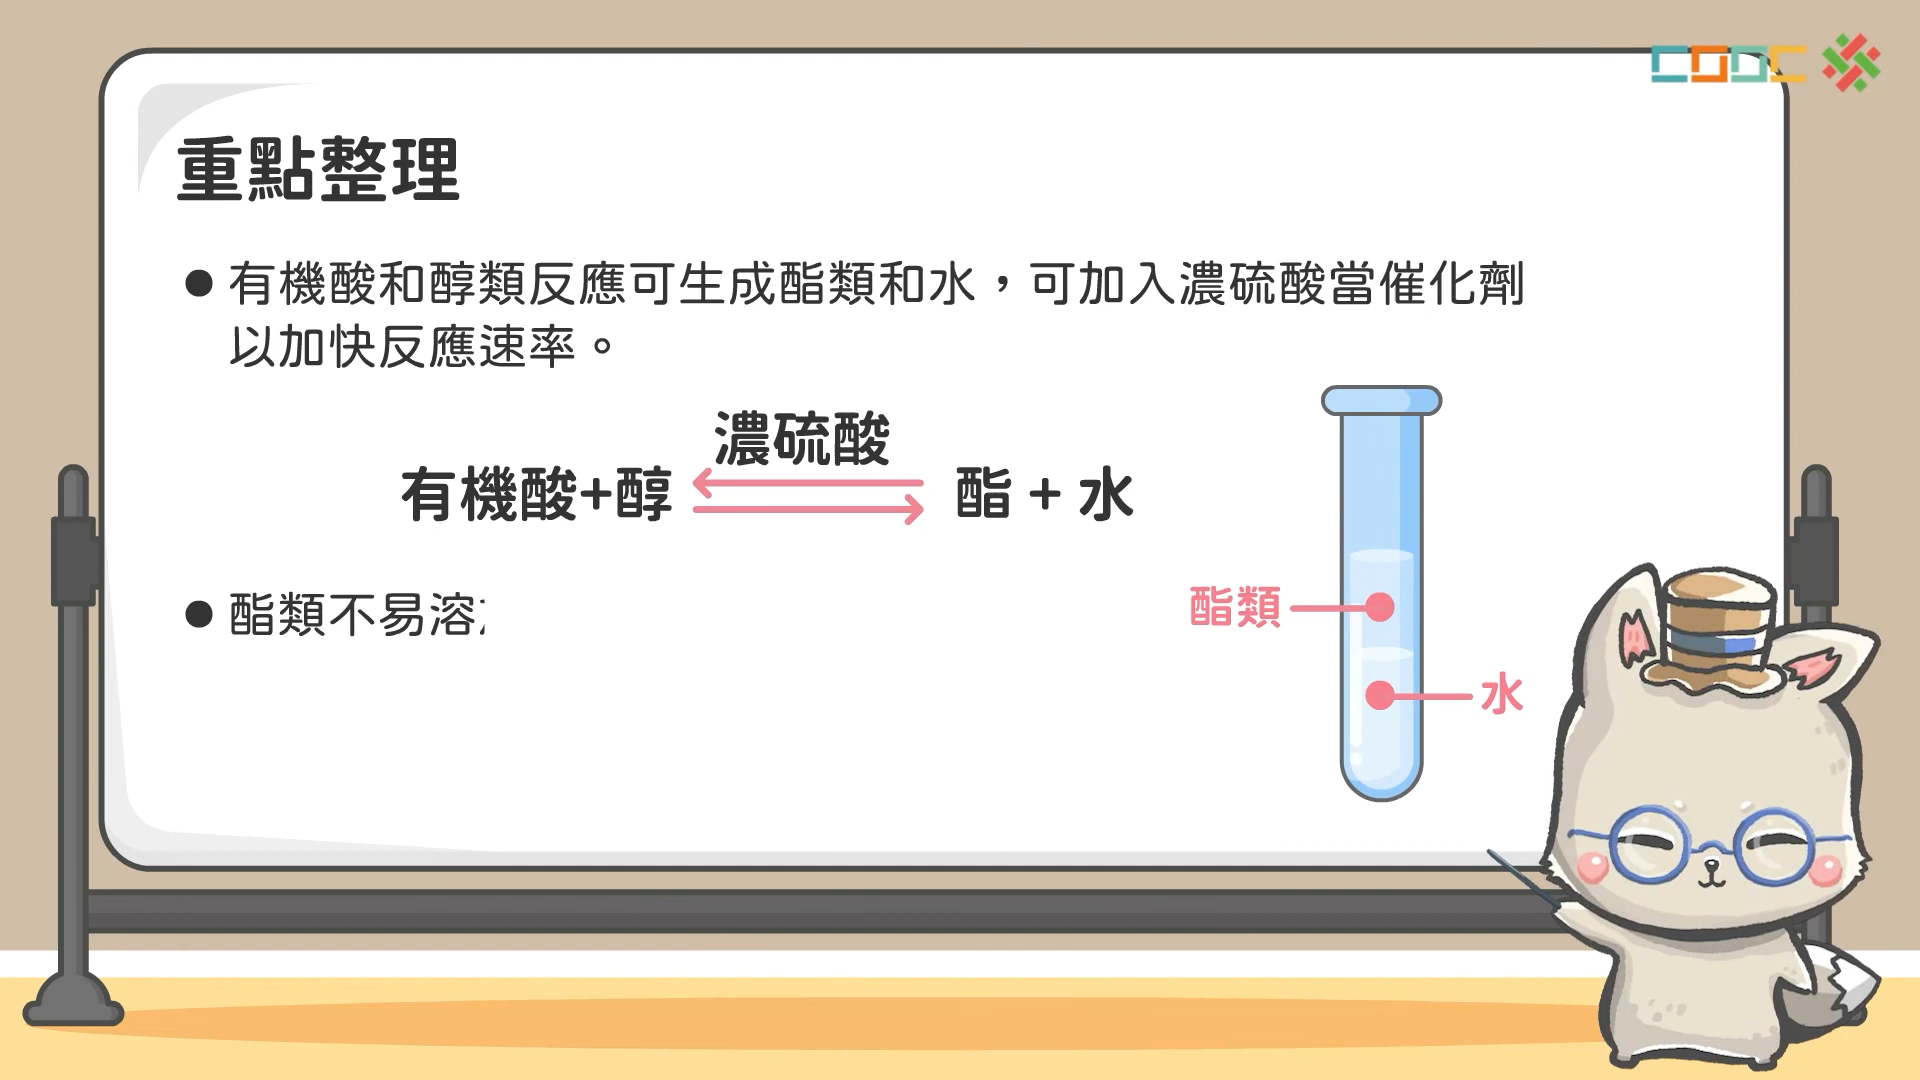 重點整理
●有機酸和醇類反應可生成酯類和水，可加入濃硫酸當催化劑
以加快反應速率。
濃硫酸
有機酸+醇 酯 + 水
●酯類不易溶
酯類
水